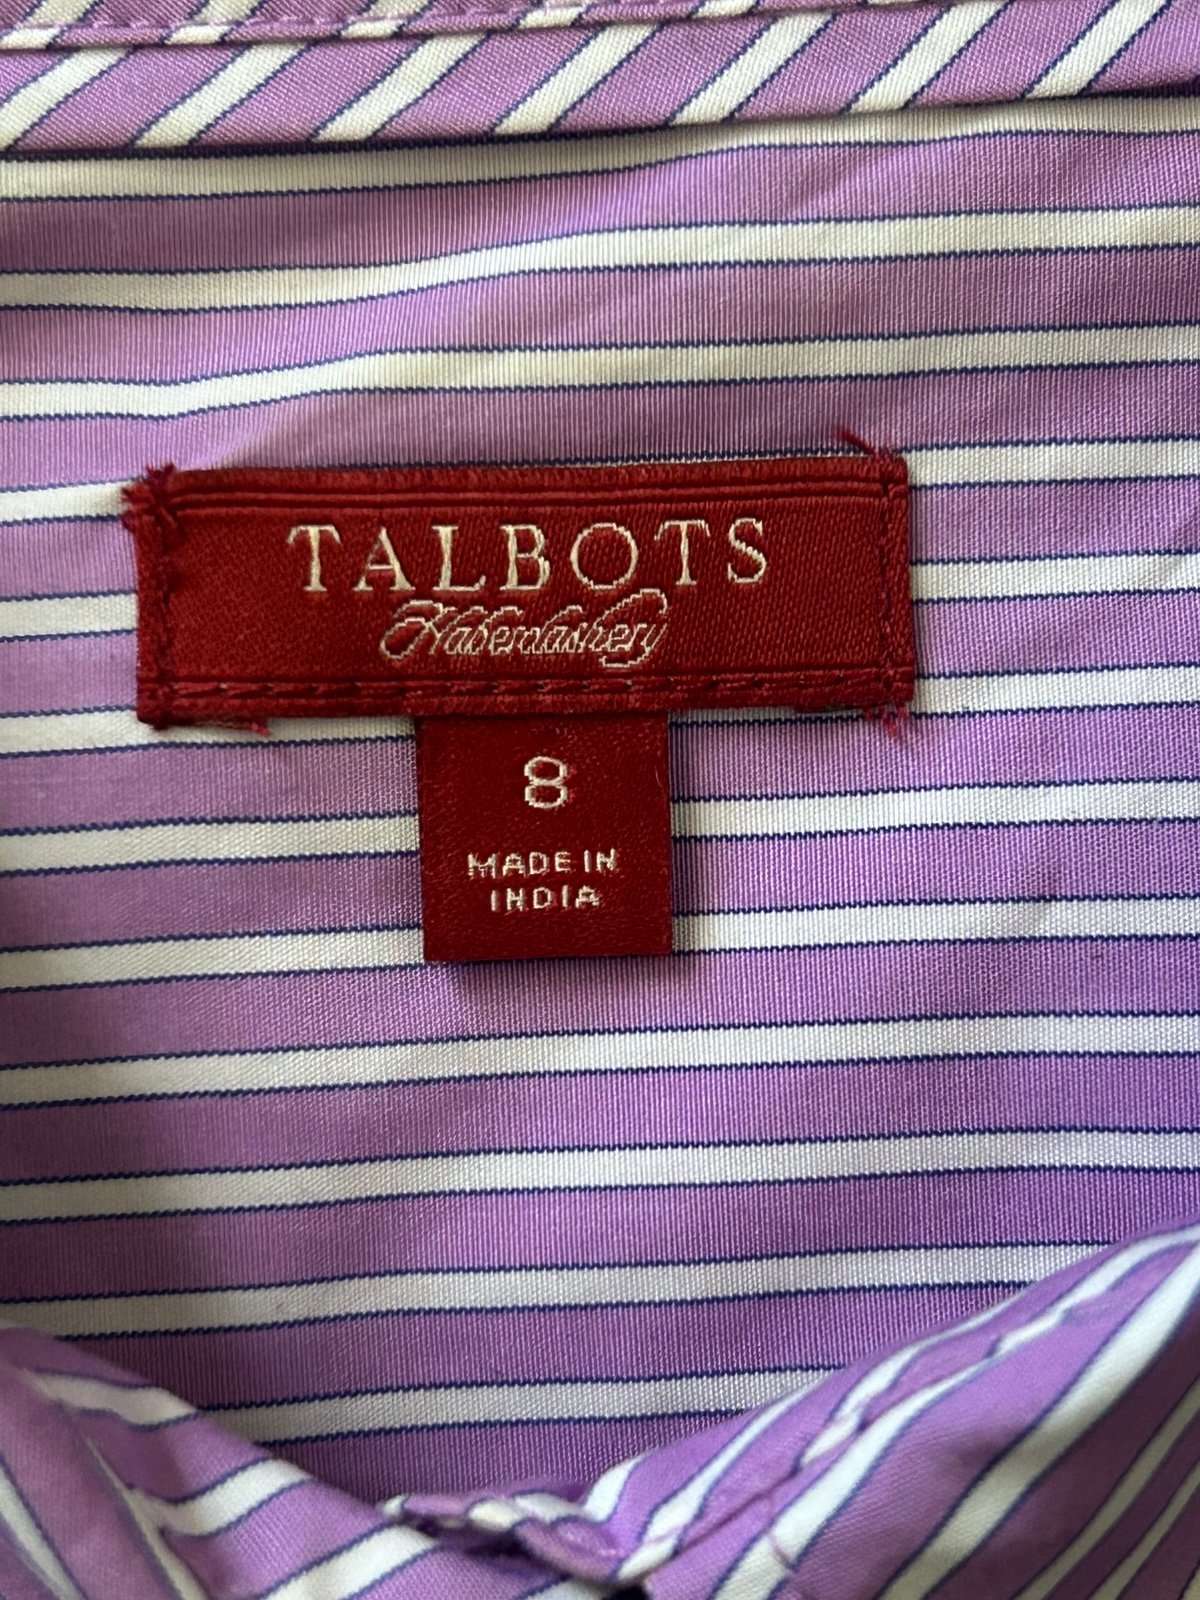 TALBOTS
Haberdashery
8
MADE IN
INDIA